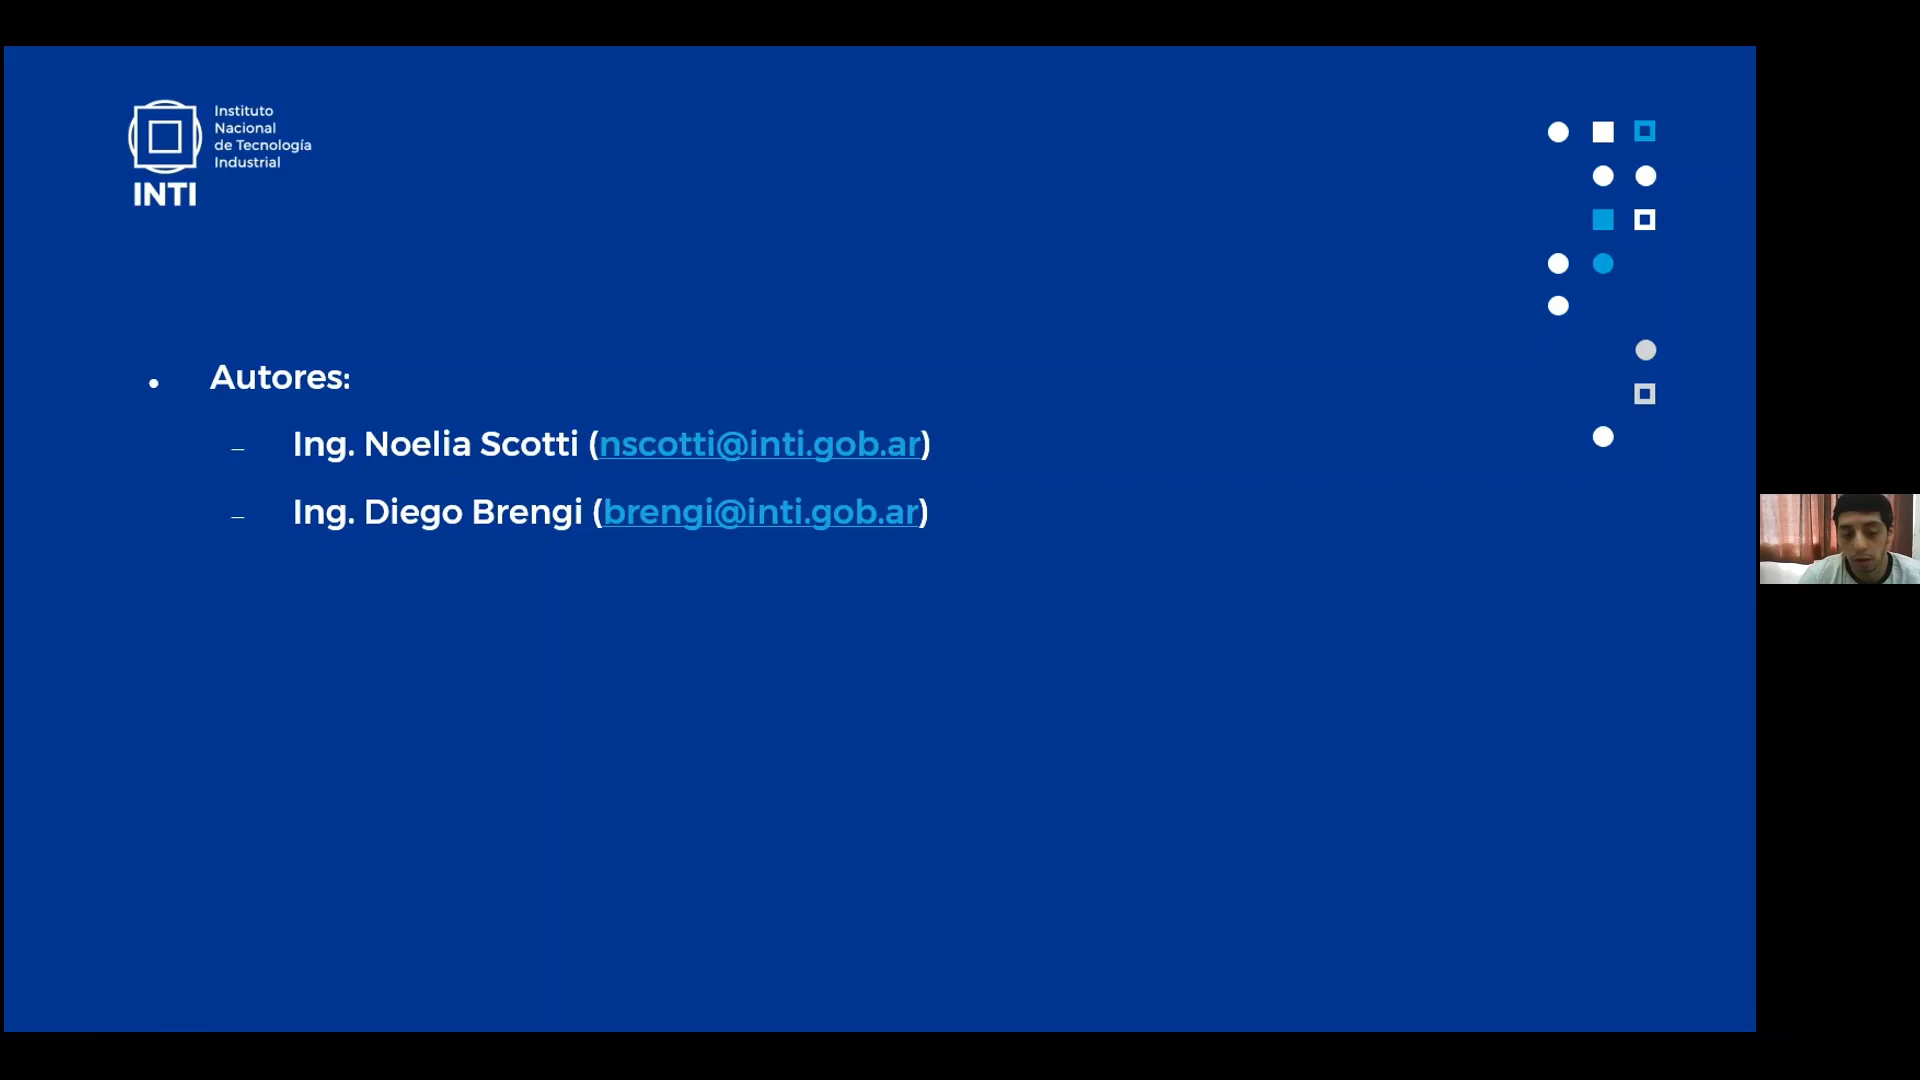 Instituto
Nacional
de Tecnología
Industrial
INTI
Autores:
Ing. Noelia Scotti (nscotti@inti.gob.ar)
Ing. Diego Brengi (brengi@inti.gob.ar)